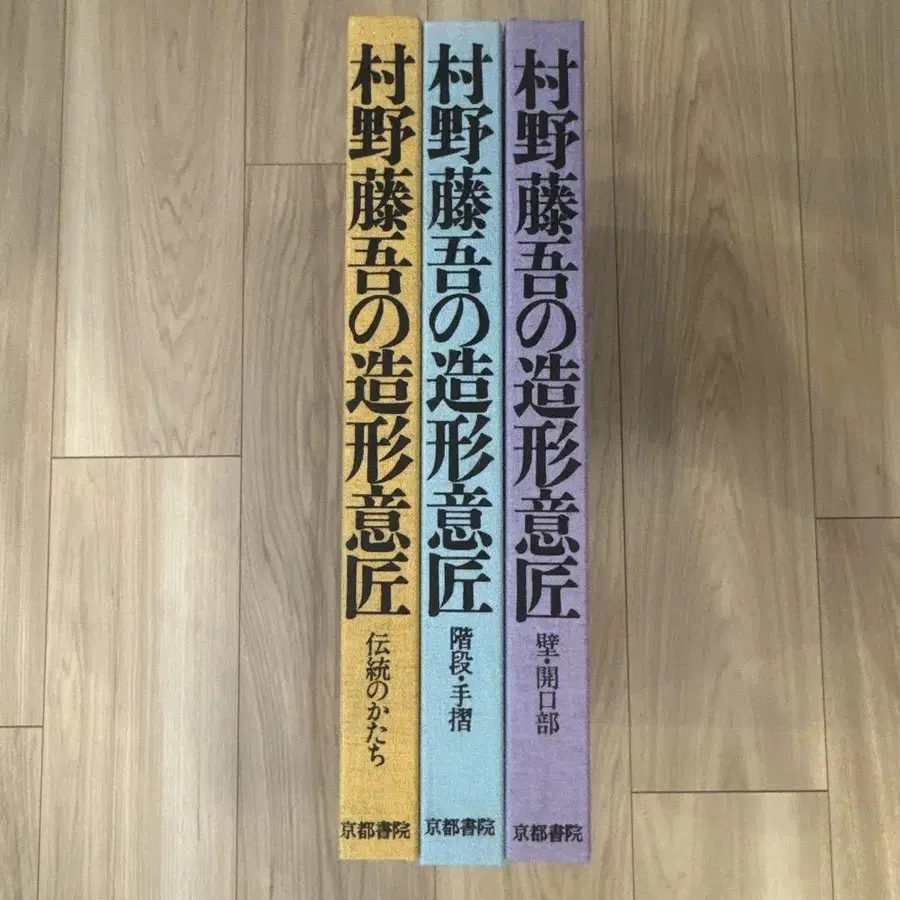 村野藤吾の造形意匠
伝統のかたち
京都書院
村野藤吾の造形意匠
階段・手摺
京都書院
村野藤吾の造形意匠
壁・開口部
京都書院